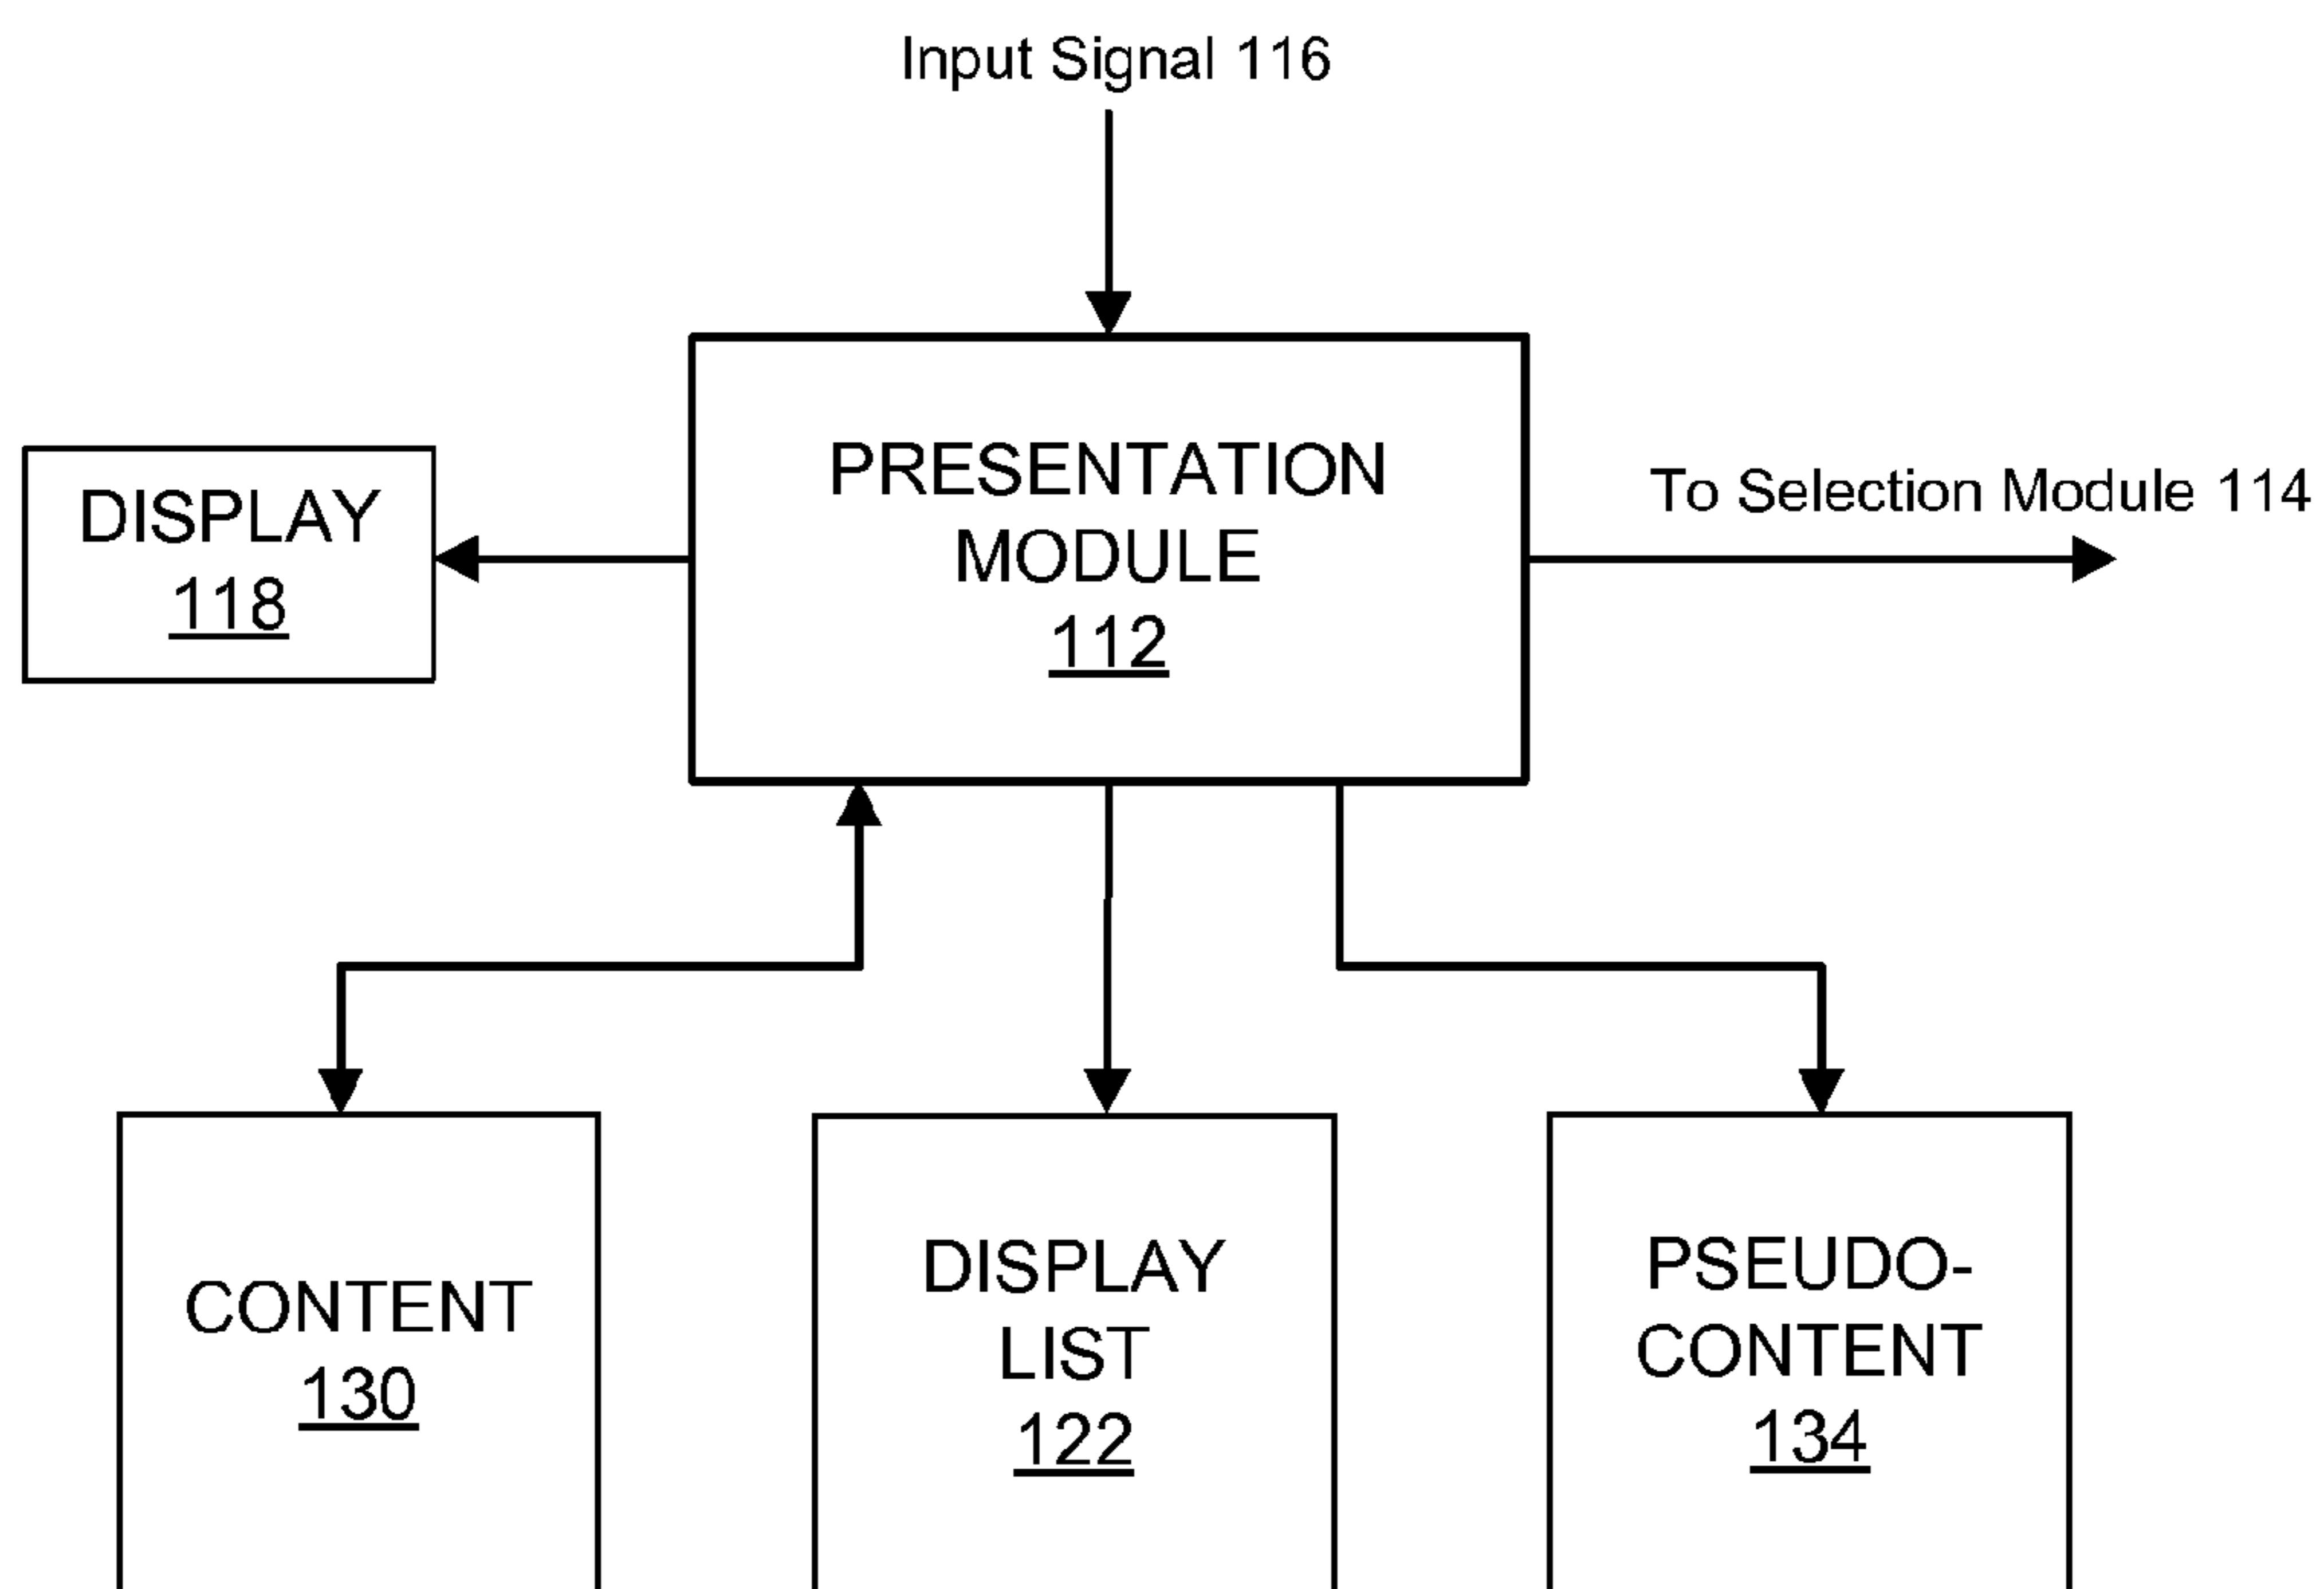 Input Signal 116
PRESENTATION
MODULE
112
To Selection Module 114
DISPLAY
118
CONTENT
130
DISPLAY
LIST
122
PSEUDO-
CONTENT
134